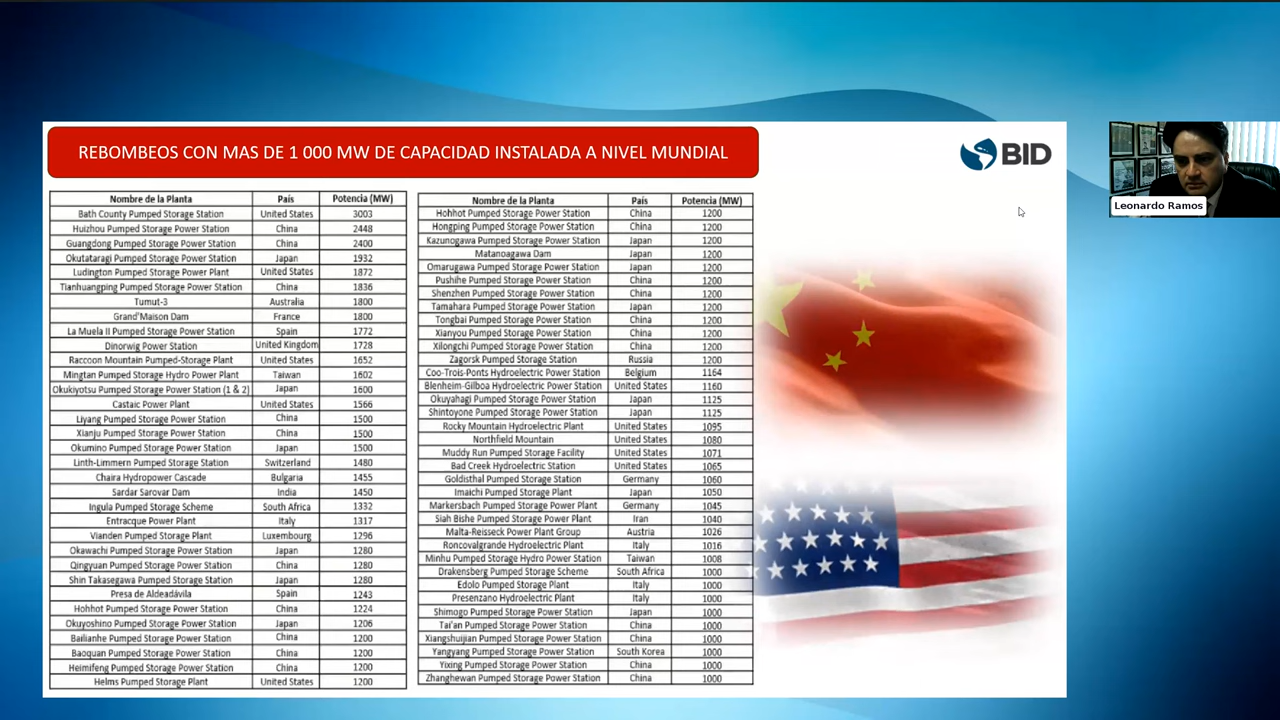 REBOMBEOS CON MAS DE 1 000 MW DE CAPACIDAD INSTALADA A NIVEL MUNDIAL
BID
Leonardo Ramos
Nombre de la Planta País Potencia (MW)
Bath County Pumped Storage Station United States 3003
Huizhou Pumped Storage Power Station China 2448
Guangdong Pumped Storage Power Station China 2400
Okutataragi Pumped Storage Power Station Japan 1932
Ludington Pumped Storage Power Plant United States 1872
Tianhuangping Pumped Storage Power Station China 1836
Tumut-3 Australia 1800
Grand'Maison Dam France 1800
La Muela II Pumped Storage Power Station Spain 1772
Dinorwig Power Station United Kingdom 1728
Raccoon Mountain Pumped-Storage Plant United States 1652
Mingtan Pumped Storage Hydro Power Plant Taiwan 1602
Okukiyotsu Pumped Storage Power Station (1 & 2) Japan 1600
Castaic Power Plant United States 1566
Liyang Pumped Storage Power Station China 1500
Xianju Pumped Storage Power Station China 1500
Okumino Pumped Storage Power Station Japan 1500
Linth-Limmern Pumped Storage Station Switzerland 1480
Chaira Hydropower Cascade Bulgaria 1455
Sardar Sarovar Dam India 1450
Ingula Pumped Storage Scheme South Africa 1332
Entracque Power Plant Italy 1317
Vianden Pumped Storage Plant Luxembourg 1296
Okawachi Pumped Storage Power Station Japan 1280
Qingyuan Pumped Storage Power Station China 1280
Shin Takasegawa Pumped Storage Station Japan 1280
Presa de Aldeadávila Spain 1243
Hohhot Pumped Storage Power Station China 1224
Okuyoshino Pumped Storage Power Station Japan 1206
Bailianhe Pumped Storage Power Station China 1200
Baoquan Pumped Storage Power Station China 1200
Heimifeng Pumped Storage Power Station China 1200
Helms Pumped Storage Plant United States 1200
Nombre de la Planta País Potencia (MW)
Hohhot Pumped Storage Power Station China 1200
Hongping Pumped Storage Power Station China 1200
Kazunogawa Pumped Storage Power Station Japan 1200
Matanoagawa Dam Japan 1200
Omarugawa Pumped Storage Power Station Japan 1200
Pushihe Pumped Storage Power Station China 1200
Shenzhen Pumped Storage Power Station China 1200
Tamahara Pumped Storage Power Station Japan 1200
Tongbai Pumped Storage Power Station China 1200
Xianyou Pumped Storage Power Station China 1200
Xilongchi Pumped Storage Power Station China 1200
Zagorsk Pumped Storage Station Russia 1200
Coo-Trois-Ponts Hydroelectric Power Station Belgium 1164
Blenheim-Gilboa Hydroelectric Power Station United States 1160
Okuyahagi Pumped Storage Power Station Japan 1125
Shintoyone Pumped Storage Power Station Japan 1125
Rocky Mountain Hydroelectric Plant United States 1095
Northfield Mountain United States 1080
Muddy Run Pumped Storage Facility United States 1071
Bad Creek Hydroelectric Station United States 1065
Goldisthal Pumped Storage Station Germany 1060
Imaichi Pumped Storage Plant Japan 1050
Markersbach Pumped Storage Power Plant Germany 1045
Siah Bishe Pumped Storage Power Plant Iran 1040
Malta-Reisseck Power Plant Group Austria 1026
Roncovalgrande Hydroelectric Plant Italy 1016
Minhu Pumped Storage Hydro Power Station Taiwan 1008
Drakensberg Pumped Storage Scheme South Africa 1000
Edolo Pumped Storage Plant Italy 1000
Presenzano Hydroelectric Plant Italy 1000
Shimogo Pumped Storage Power Station Japan 1000
Tai'an Pumped Storage Power Station China 1000
Xiangshuijian Pumped Storage Power Station China 1000
Yangyang Pumped Storage Power Station South Korea 1000
Yixing Pumped Storage Power Station China 1000
Zhanghewan Pumped Storage Power Station China 1000